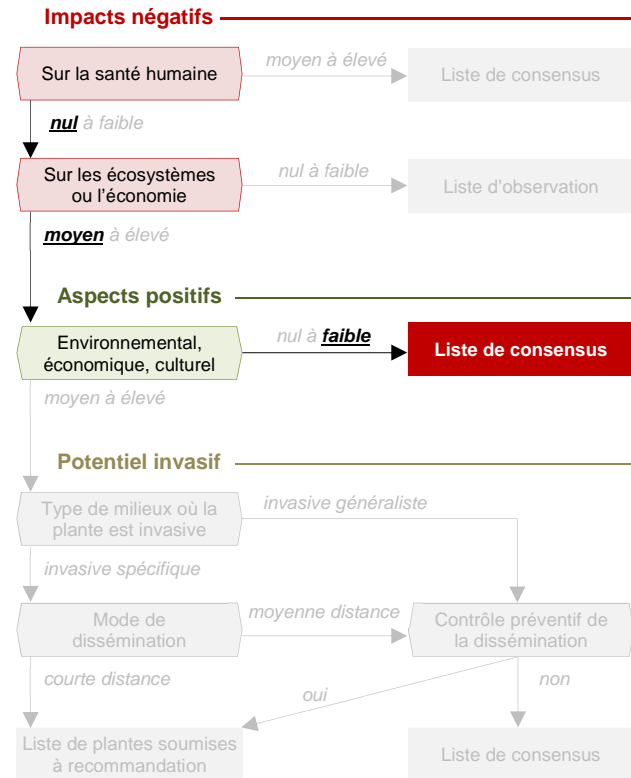 Impacts négatifs
Sur la santé humaine
moyen à élevé
Liste de consensus
nul à faible
Sur les écosystèmes
ou l'économie
nul à faible
Liste d'observation
moyen à élevé
Aspects positifs
Environnemental,
économique, culturel
nul à faible
Liste de consensus
moyen à élevé
Potentiel invasif
Type de milieux où la
plante est invasive
invasive généraliste
invasive spécifique
Mode de
dissémination
moyenne distance
Contrôle préventif de
la dissémination
courte distance
oui
non
Liste de plantes soumises
à recommandation
Liste de consensus